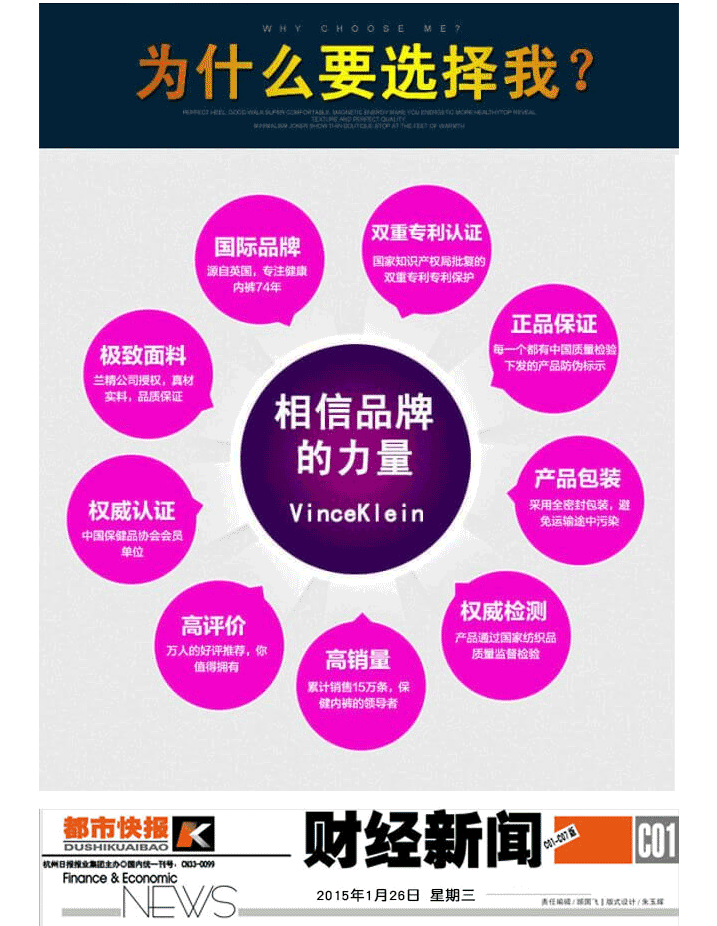 WHY CHOOSE ME?
为什么要选择我?
PERFECT HEEL, GOOD WALK SUPER COMFORTABLE, MAGNETIC ENERGY MAKE YOU ENERGETIC MORE HEALTHY.TOP REVEAL
TEXTURE AND PERFECT QUALITY
WARMALISM JOKER SHOW THIN BOUTIQUE, STOP AT THE FEET OF WARMTH
国际品牌
源自英国，专注健康
内裤74年
双重专利认证
国家知识产权局批复的
双重专利专利保护
极致面料
兰精公司授权，真材
实料，品质保证
正品保证
每一个都有中国质量检验
下发的产品防伪标示
相信品牌
的力量
VinceKlein
权威认证
中国保健品协会会员
单位
产品包装
采用全密封包装，避
免运输途中污染
高评价
万人的好评推荐，你
值得拥有
高销量
累计销售15万条，保
健内裤的领导者
权威检测
产品通过国家纺织品
质量监督检验
都市快报
DUSHIKUAIBAO
K
杭州日报报业集团主办◎国内统一刊号：CN33-0099
Finance & Economic
NEWS
财经新闻
C01-C07版
C01
2015年1月26日 星期三
责任编辑/顾国飞‖版式设计/朱玉辉